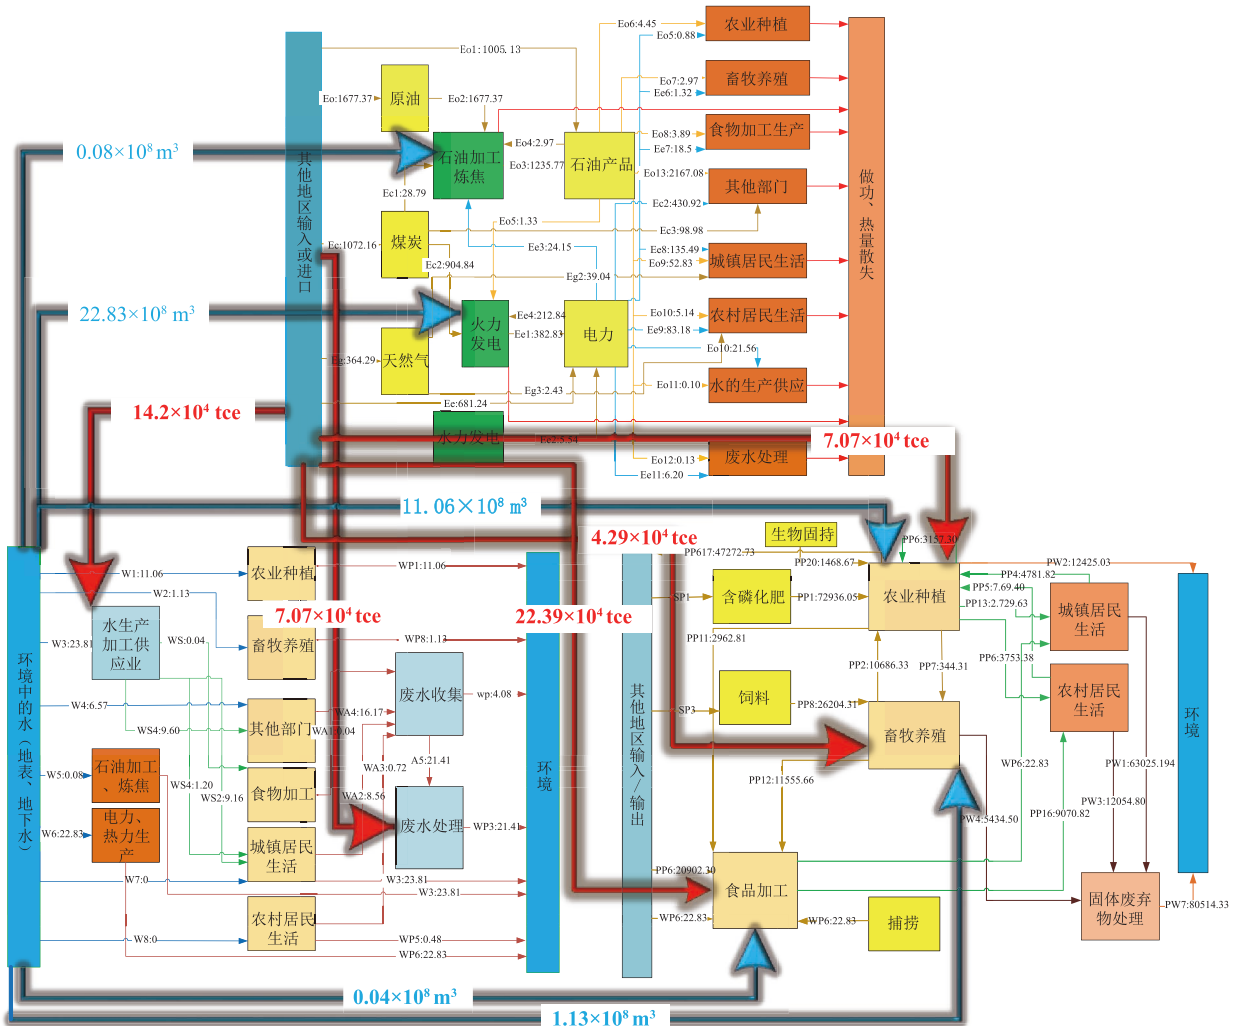 Eo6:4.45
农业种植
Eo5:0.88
Eo1:1005.13
Eo7:2.97
畜牧养殖
Ee6:1.32
Eo:1677.37
原油
Eo2:1677.37
食物加工生产
Eo8:3.89
Ee7:18.5
0.08×10⁸ m³
其他地区输入或进口
石油加工
炼焦
Eo4:2.97
Eo3:1235.77
石油产品
Eo13:2167.08
其他部门
做功、热量散失
Ec1:28.79
Ec2:430.92
Eo5:1.33
Ec3:98.98
煤炭
Ec:1072.16
Ee3:24.15
Ee8:135.49
Eo9:52.83
城镇居民生活
Ec2:904.84
Eg2:39.04
22.83×10⁸ m³
火力
发电
Ee4:212.84
Ee1:382.83
电力
Eo10:5.14
Ee9:83.18
农村居民生活
Eo10:21.56
天然气
Eg:364.29
Eg3:2.43
Eo11:0.10
水的生产供应
Ee:681.24
14.2×10⁴ tce
水力发电
Ee2:5.54
7.07×10⁴ tce
废水处理
Eo12:0.13
Ee11:6.20
11.06×10⁸ m³
4.29×10⁴ tce
生物固持
PP6:3157.30
PP617:47272.73
PP20:1468.67
PW2:12425.03
环境中的水（地表、地下水）
W1:11.06
农业种植
WP1:11.06
环境
其他地区输入/输出
SP1
含磷化肥
PP1:72936.05
农业种植
PP4:4781.82
PP5:7.69.40
PP13:2.729.63
城镇居民
生活
环境
W2:1.13
水生产
加工供
应业
WS:0.04
W3:23.81
7.07×10⁴ tce
22.39×10⁴ tce
畜牧养殖
WP8:1.13
PP11:2962.81
PP2:10686.33
PP7:344.31
PP6:3753.38
废水收集
wp:4.08
饲料
SP3
PP8:26204.31
农村居民
生活
W4:6.57
WS4:9.60
其他部门
WA4:16.17
WA1:0.04
畜牧养殖
W5:0.08
石油加工
、炼焦
WS4:1.20
WS2:9.16
食物加工
WA3:0.72
WA2:8.56
A5:21.41
PP12:11555.66
WP6:22.83
PW1:63025.194
PW3:12054.80
PP16:9070.82
PW4:5434.50
W6:22.83
电力、
热力生
产
城镇居民
生活
废水处理
WP3:21.41
W7:0
W3:23.81
W3:23.81
PP6:20902.30
食品加工
固体废弃
物处理
PW7:80514.33
W8:0
农村居民
生活
WP5:0.48
WP6:22.83
WP6:22.83
WP6:22.83
捕捞
0.04×10⁸ m³
1.13×10⁸ m³